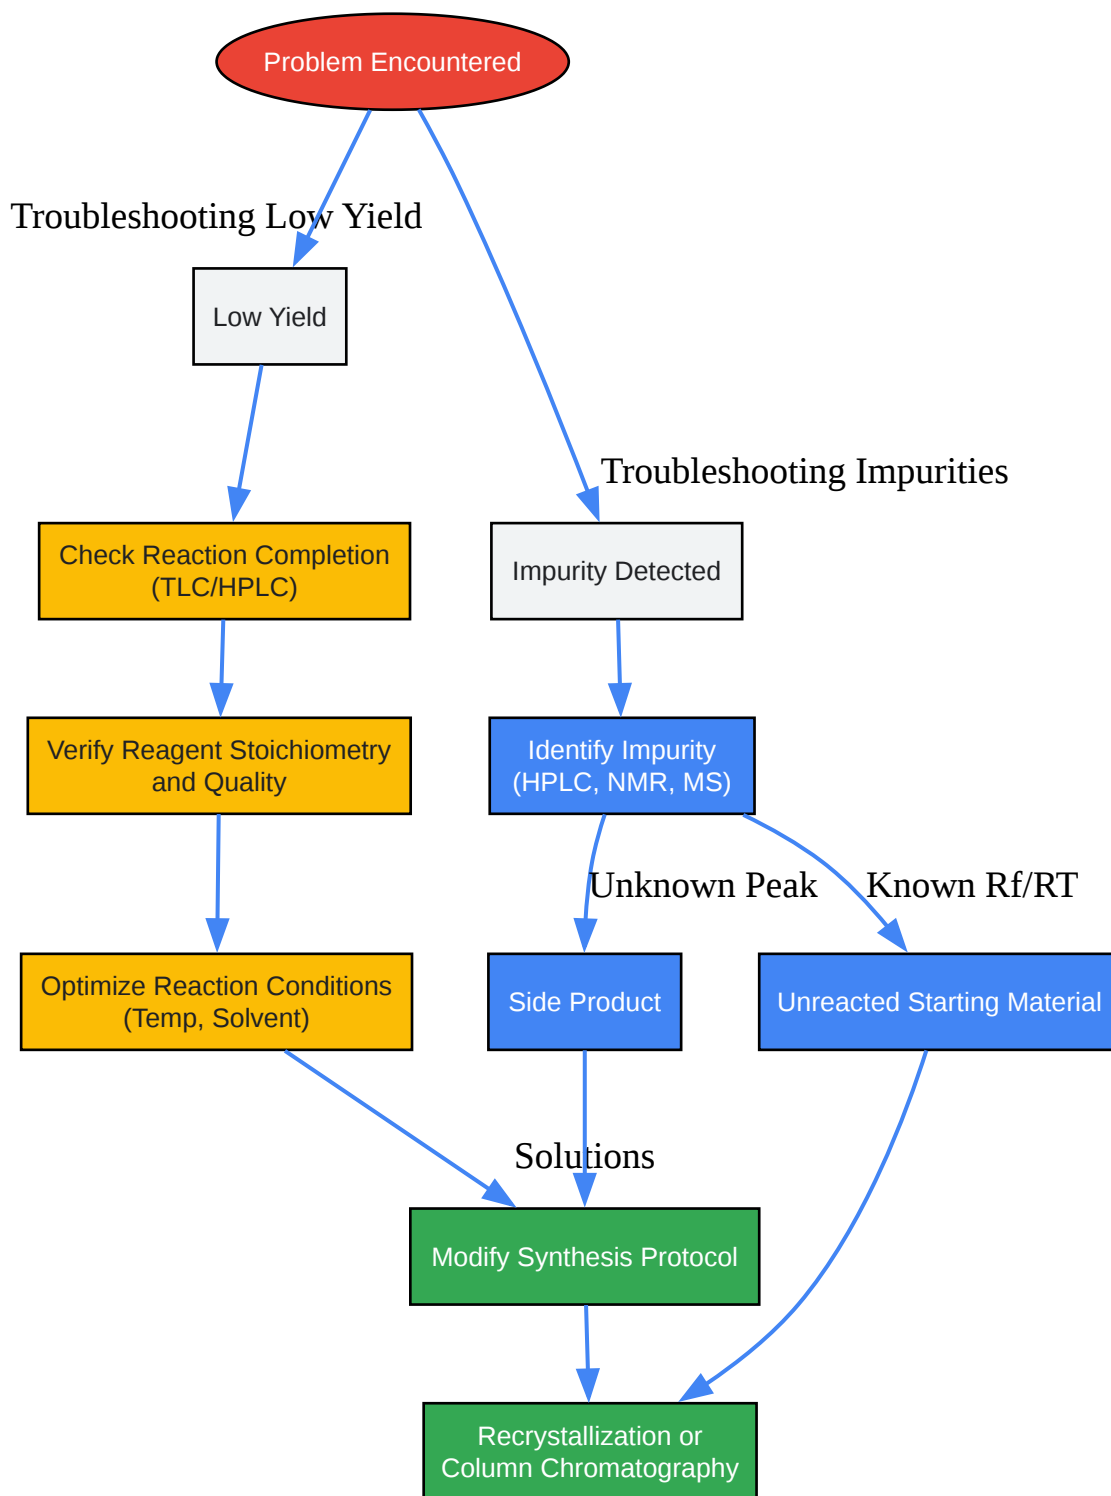 Problem Encountered
Troubleshooting Low Yield
Low Yield
Troubleshooting Impurities
Check Reaction Completion
(TLC/HPLC)
Impurity Detected
Verify Reagent Stoichiometry
and Quality
Identify Impurity
(HPLC, NMR, MS)
Unknown Peak
Known Rf/RT
Optimize Reaction Conditions
(Temp, Solvent)
Side Product
Unreacted Starting Material
Solutions
Modify Synthesis Protocol
Recrystallization or
Column Chromatography